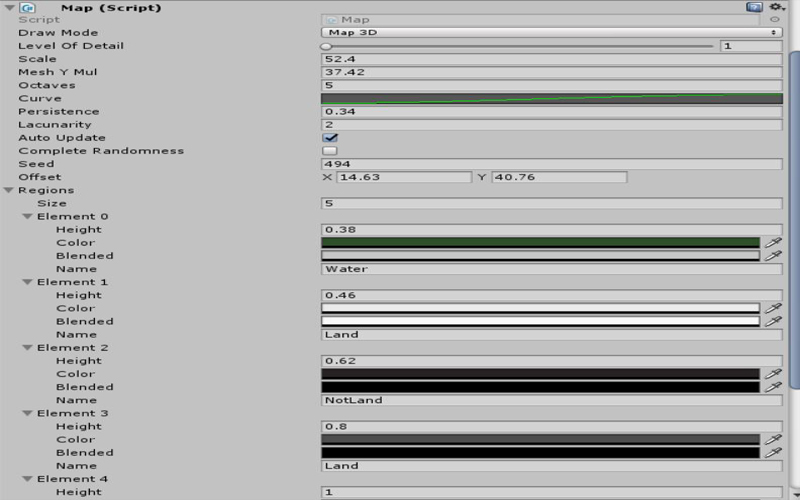 Map (Script)
Script Map
Draw Mode Map 3D
Level Of Detail 1
Scale 52.4
Mesh Y Mul 37.42
Octaves 5
Curve
Persistence 0.34
Lacunarity 2
Auto Update
Complete Randomness
Seed 494
Offset X 14.63 Y 40.76
Regions
Size 5
Element 0
Height 0.38
Color
Blended
Name Water
Element 1
Height 0.46
Color
Blended
Name Land
Element 2
Height 0.62
Color
Blended
Name NotLand
Element 3
Height 0.8
Color
Blended
Name Land
Element 4
Height 1